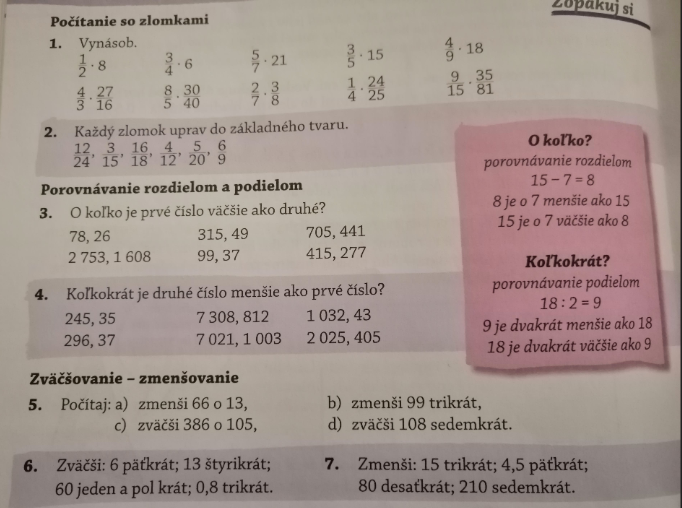 Zopakuj si
Počítanie so zlomkami
1. Vynásob.
1/2 · 8 3/4 · 6 5/7 · 21 3/5 · 15 4/9 · 18
4/3 · 27/16 8/5 · 30/40 2/7 · 3/8 1/4 · 24/25 9/15 · 35/81
2. Každý zlomok uprav do základného tvaru.
12/24, 3/15, 16/18, 4/12, 5/20, 6/9
Porovnávanie rozdielom a podielom
3. O koľko je prvé číslo väčšie ako druhé?
78, 26 315, 49 705, 441
2 753, 1 608 99, 37 415, 277
4. Koľkokrát je druhé číslo menšie ako prvé číslo?
245, 35 7 308, 812 1 032, 43
296, 37 7 021, 1 003 2 025, 405
O koľko?
porovnávanie rozdielom
15 – 7 = 8
8 je o 7 menšie ako 15
15 je o 7 väčšie ako 8
Koľkokrát?
porovnávanie podielom
18 : 2 = 9
9 je dvakrát menšie ako 18
18 je dvakrát väčšie ako 9
Zväčšovanie – zmenšovanie
5. Počítaj: a) zmenši 66 o 13, b) zmenši 99 trikrát,
c) zväčši 386 o 105, d) zväčši 108 sedemkrát.
6. Zväčši: 6 päťkrát; 13 štyrikrát;
60 jeden a pol krát; 0,8 trikrát.
7. Zmenši: 15 trikrát; 4,5 päťkrát;
80 desaťkrát; 210 sedemkrát.